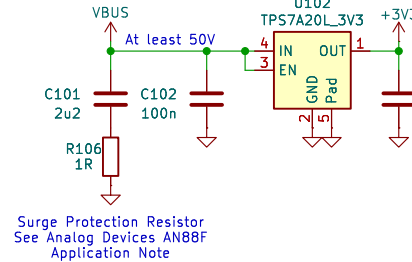 U102
VBUS
TPS7A20L_3V3
+3V3
At least 50V
4 IN OUT 1
3 EN
C101
2u2
C102
100n
GND
Pad
2 5
R106
1R
Surge Protection Resistor
See Analog Devices AN88F
Application Note